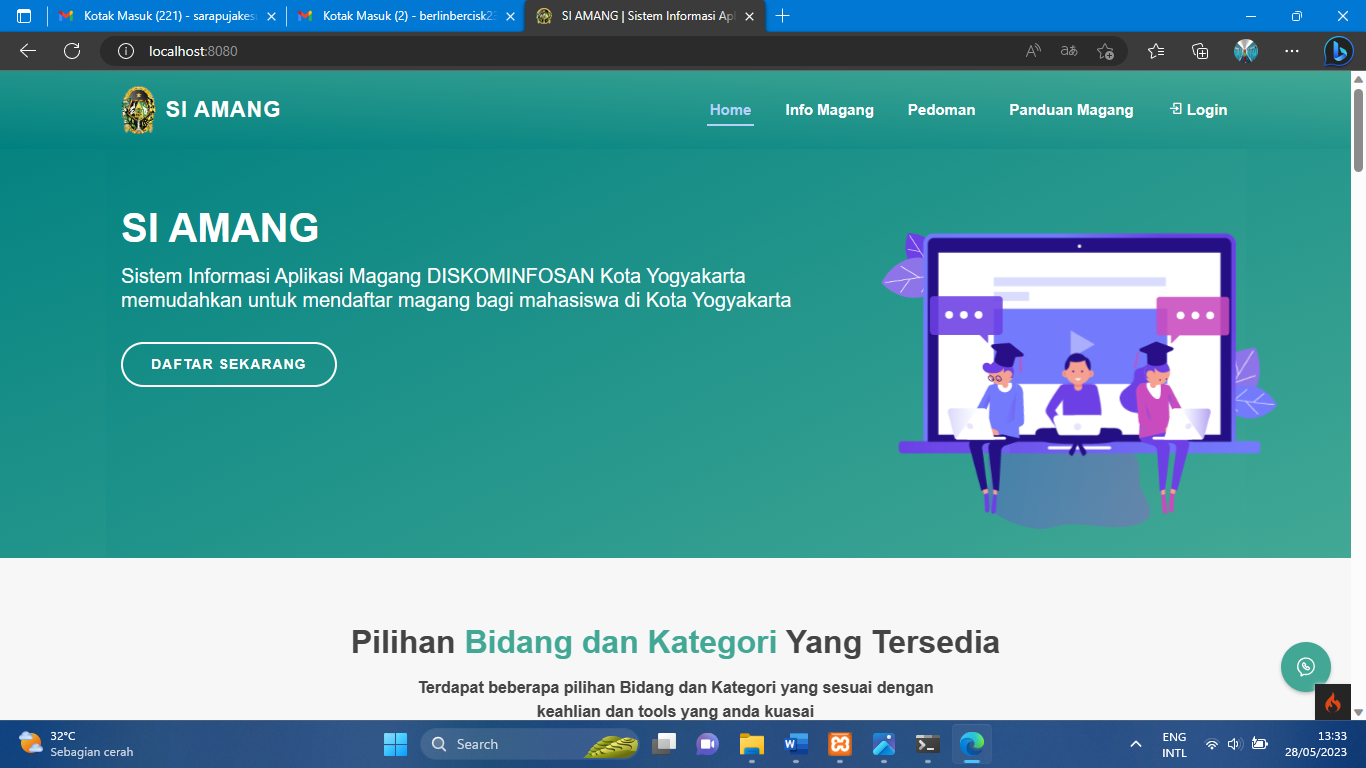 Kotak Masuk (221) - sarapujakes
Kotak Masuk (2) - berlinbercisk23
SI AMANG | Sistem Informasi Apl
localhost:8080
SI AMANG
Home
Info Magang
Pedoman
Panduan Magang
Login
SI AMANG
Sistem Informasi Aplikasi Magang DISKOMINFOSAN Kota Yogyakarta
memudahkan untuk mendaftar magang bagi mahasiswa di Kota Yogyakarta
DAFTAR SEKARANG
Pilihan Bidang dan Kategori Yang Tersedia
Terdapat beberapa pilihan Bidang dan Kategori yang sesuai dengan
keahlian dan tools yang anda kuasai
32°C
Sebagian cerah
Search
ENG
INTL
13:33
28/05/2023